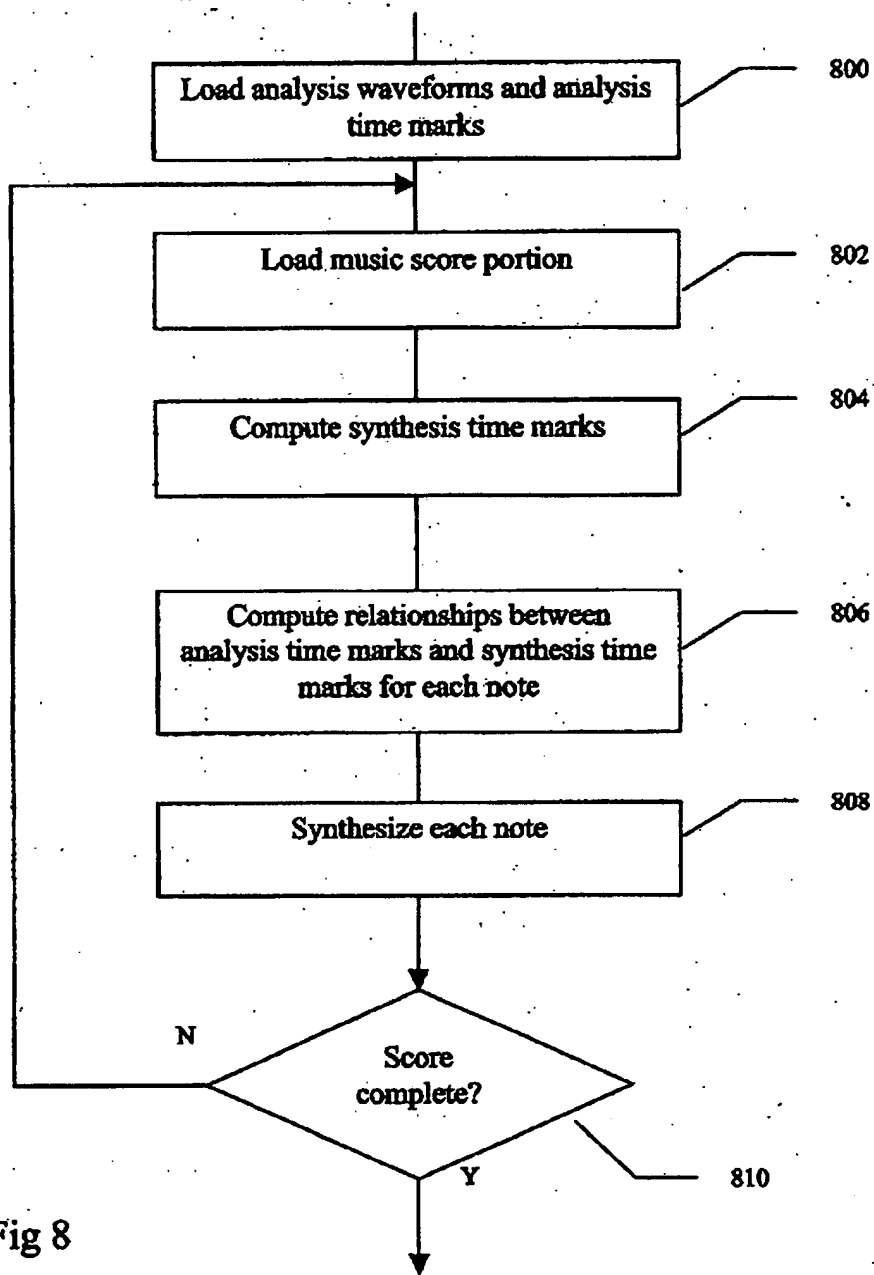 Load analysis waveforms and analysis
time marks
800
Load music score portion
802
Compute synthesis time marks
804
Compute relationships between
analysis time marks and synthesis time
marks for each note
806
Synthesize each note
808
N
Score
complete?
Y
810
Fig 8